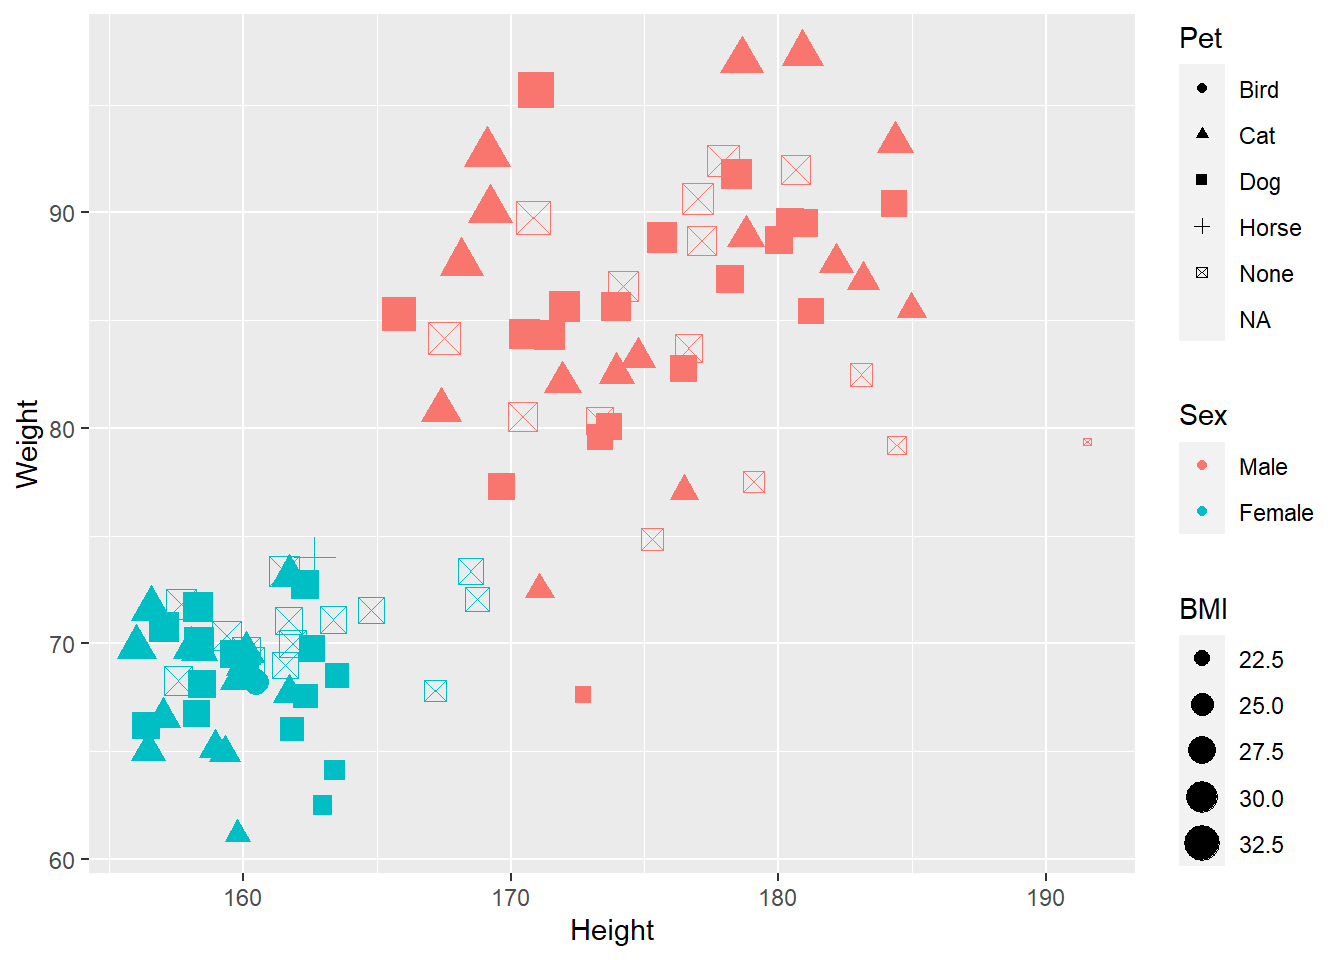 Pet
Bird
Cat
Dog
Horse
None
NA
Sex
Male
Female
BMI
22.5
25.0
27.5
30.0
32.5
Weight
90
80
70
60
160 170 180 190
Height